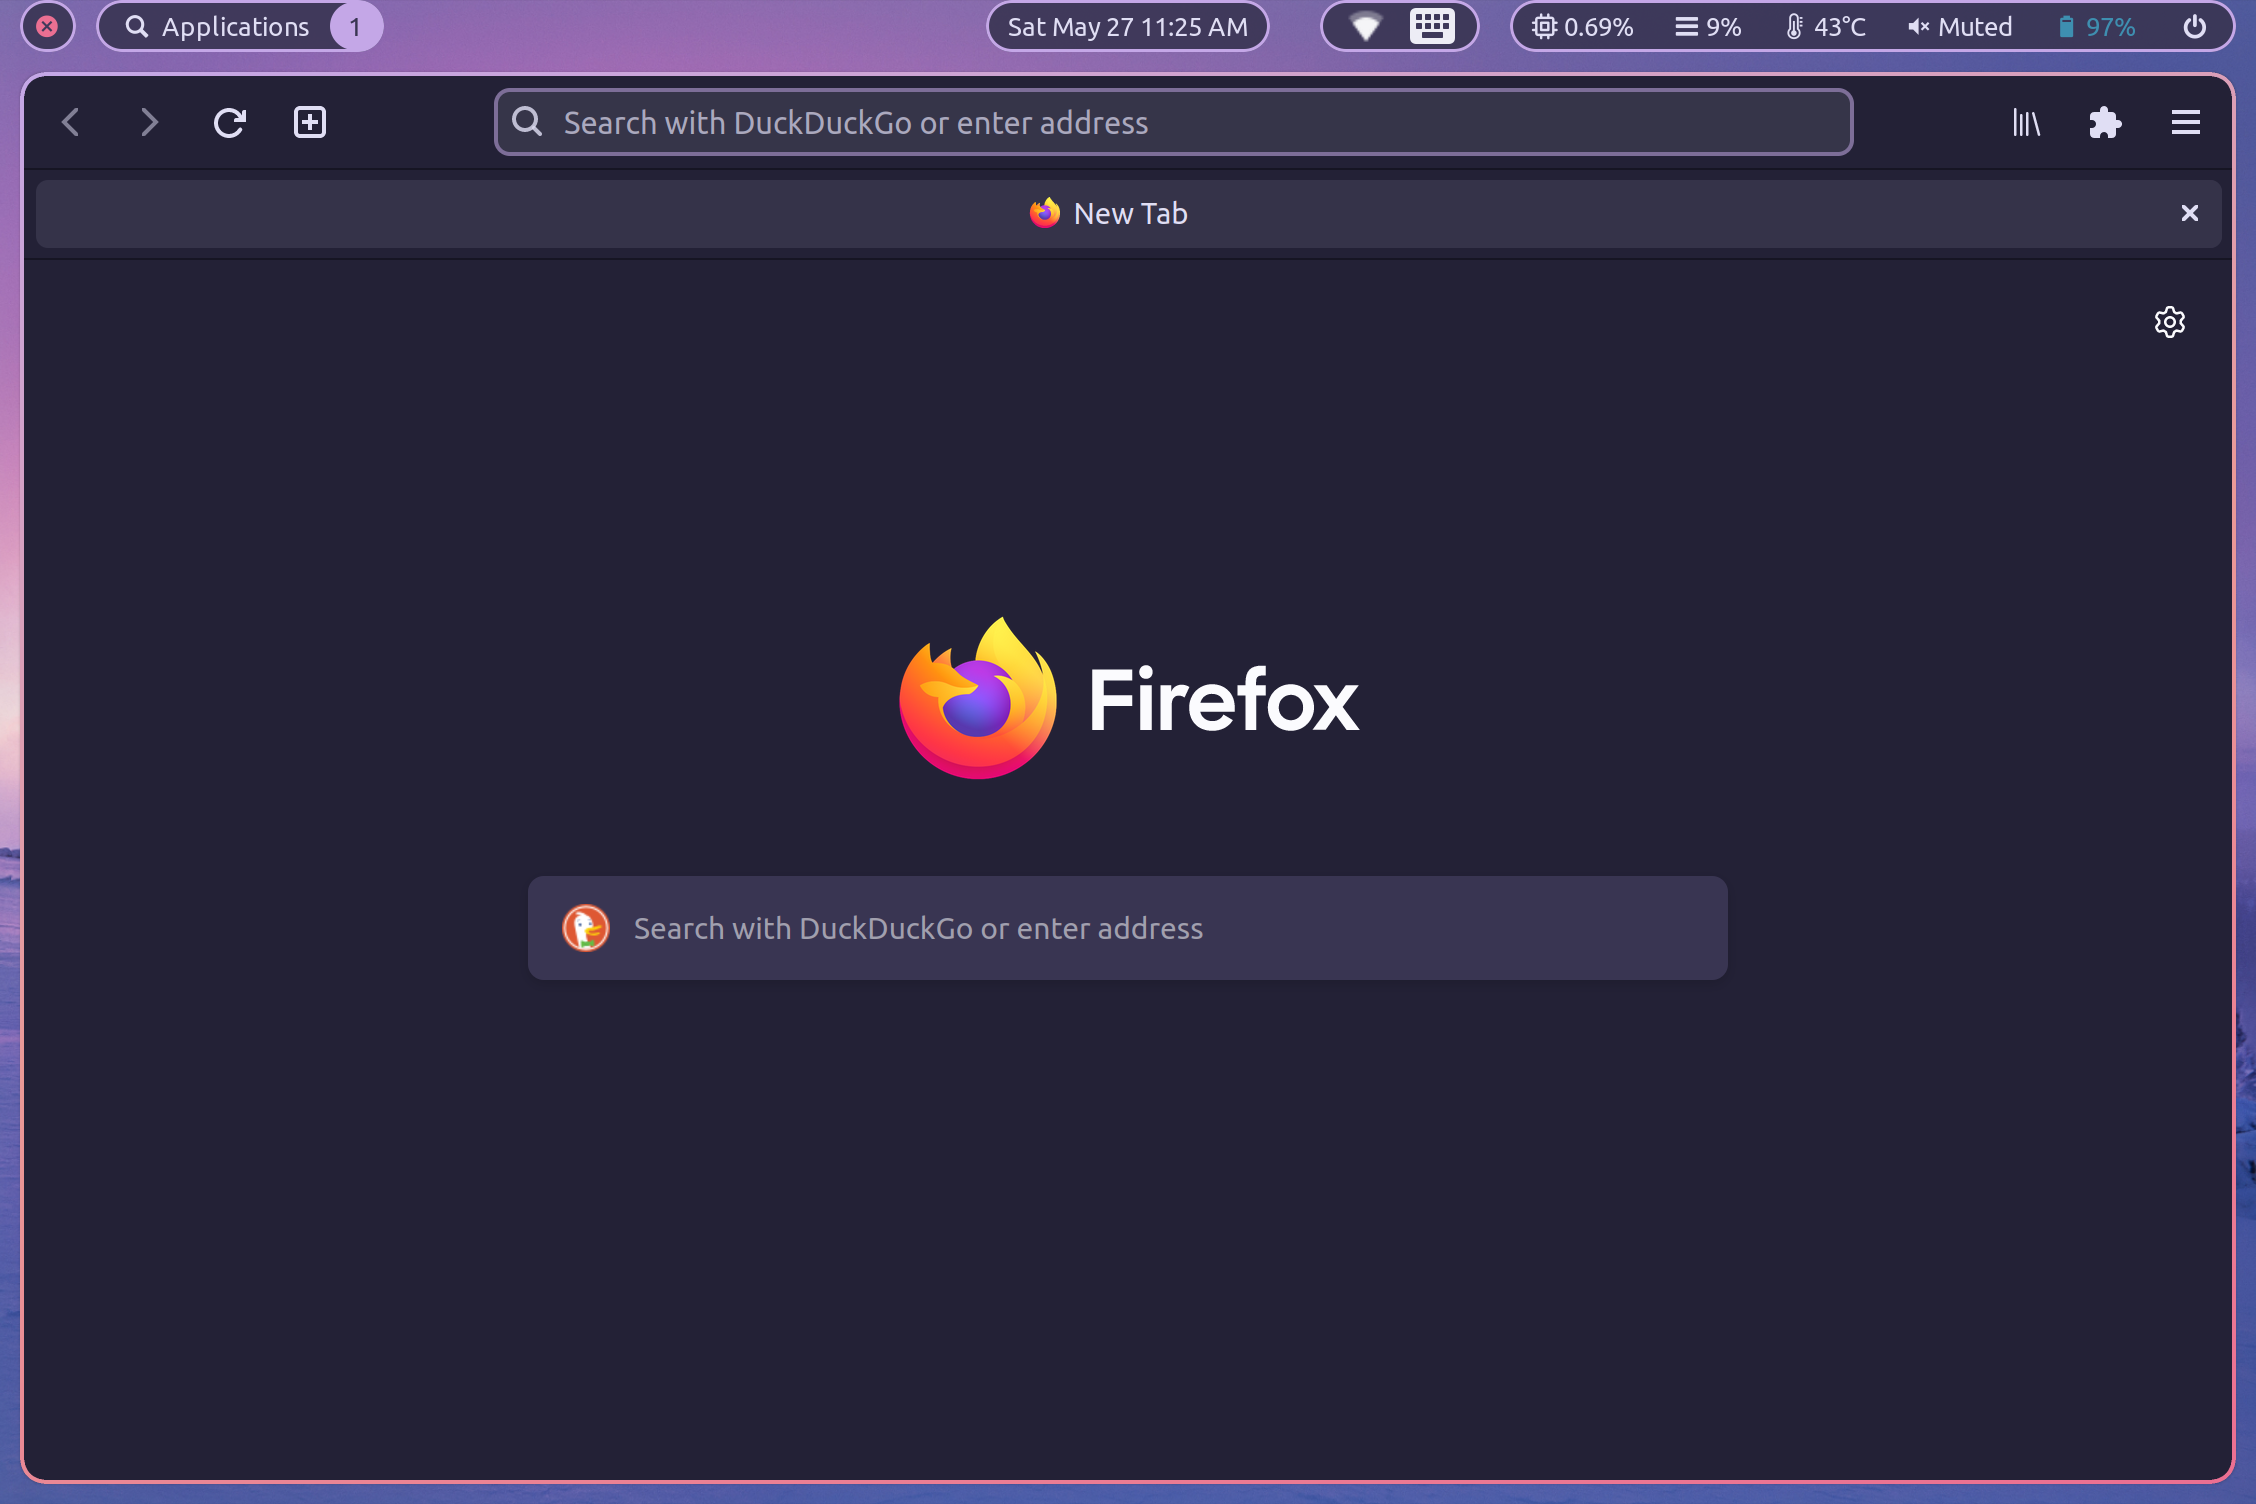 Applications 1 Sat May 27 11:25 AM 0.69% 9% 43°C Muted 97%
Search with DuckDuckGo or enter address
New Tab
Firefox
Search with DuckDuckGo or enter address